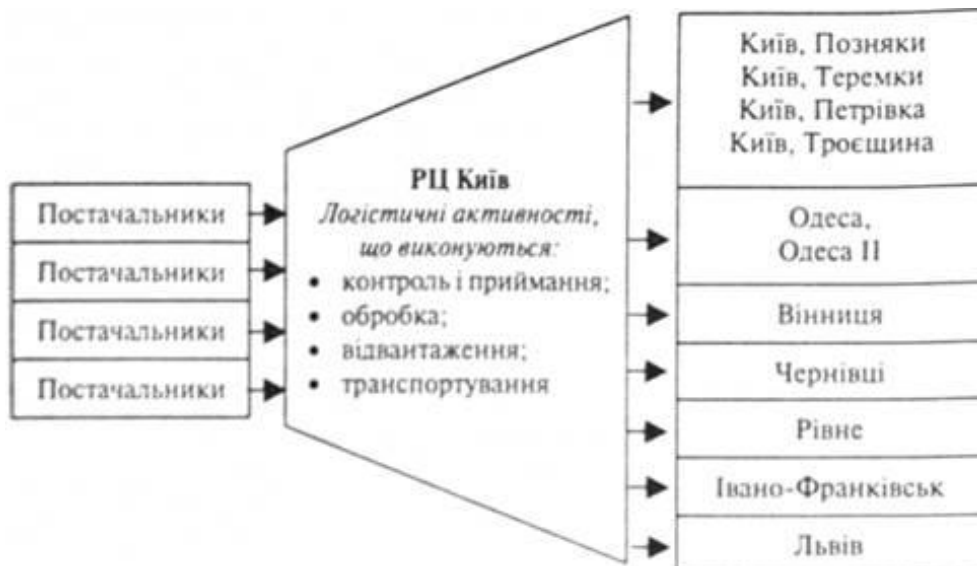 Постачальники
Постачальники
Постачальники
Постачальники
РЦ Київ
Логістичні активності,
що виконуються:
• контроль і приймання;
• обробка;
• відвантаження;
• транспортування
Київ, Позняки
Київ, Теремки
Київ, Петрівка
Київ, Троєщина
Одеса,
Одеса II
Вінниця
Чернівці
Рівне
Івано-Франківськ
Львів